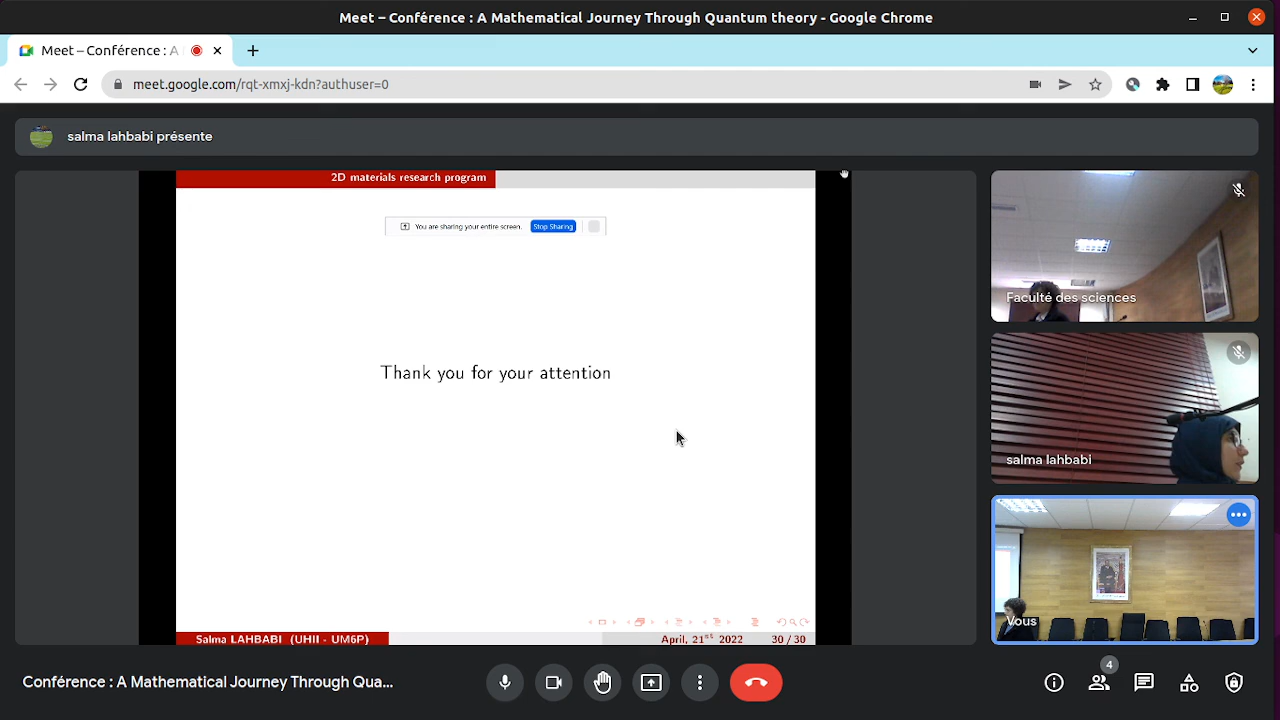 Meet – Conférence : A Mathematical Journey Through Quantum theory - Google Chrome
Meet – Conférence : A
meet.google.com/rqt-xmxj-kdn?authuser=0
salma lahbabi présente
2D materials research program
You are sharing your entire screen.
Stop Sharing
Thank you for your attention
Salma LAHBABI (UHII - UM6P)
April, 21st 2022
30 / 30
Faculté des sciences
salma lahbabi
Vous
Conférence : A Mathematical Journey Through Qua...
4